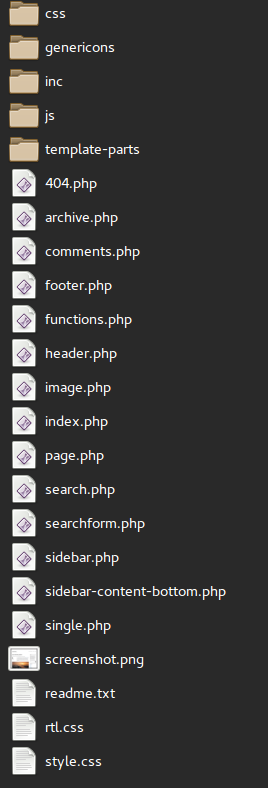 css
genericons
inc
js
template-parts
404.php
archive.php
comments.php
footer.php
functions.php
header.php
image.php
index.php
page.php
search.php
searchform.php
sidebar.php
sidebar-content-bottom.php
single.php
screenshot.png
readme.txt
rtl.css
style.css